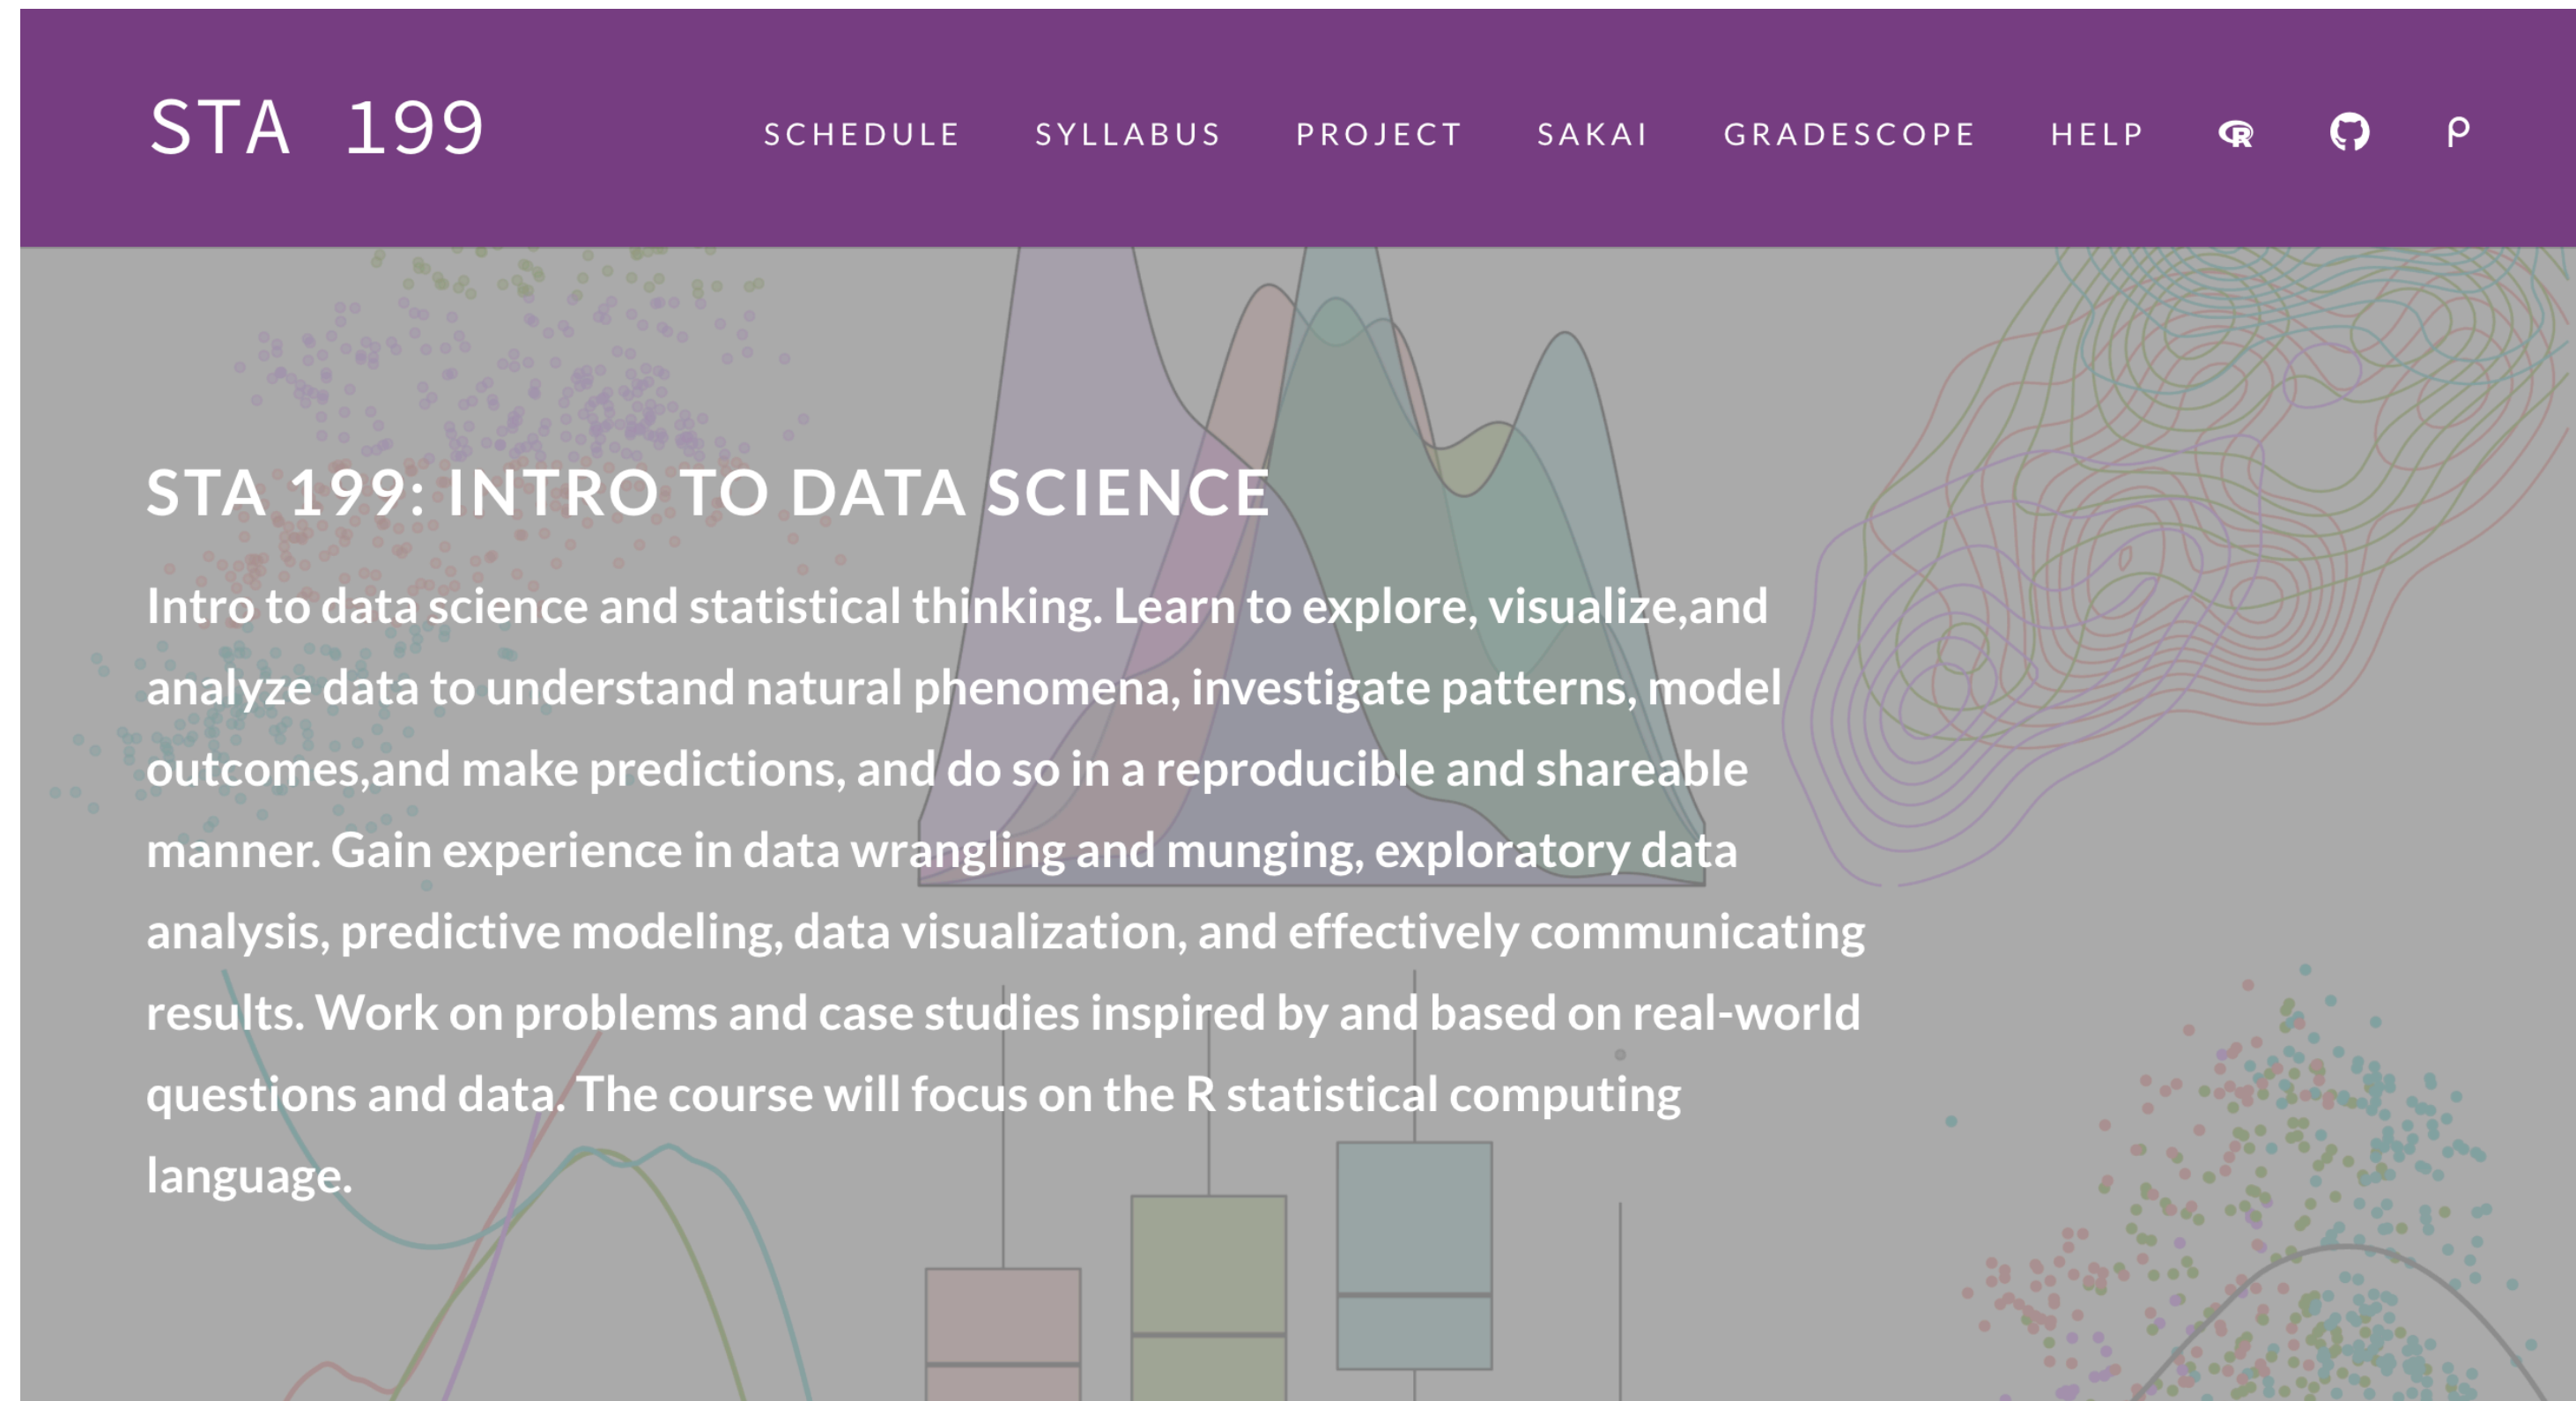 STA 199
SCHEDULE SYLLABUS PROJECT SAKAI GRADESCOPE HELP
STA 199: INTRO TO DATA SCIENCE
Intro to data science and statistical thinking. Learn to explore, visualize,and
analyze data to understand natural phenomena, investigate patterns, model
outcomes,and make predictions, and do so in a reproducible and shareable
manner. Gain experience in data wrangling and munging, exploratory data
analysis, predictive modeling, data visualization, and effectively communicating
results. Work on problems and case studies inspired by and based on real-world
questions and data. The course will focus on the R statistical computing
language.